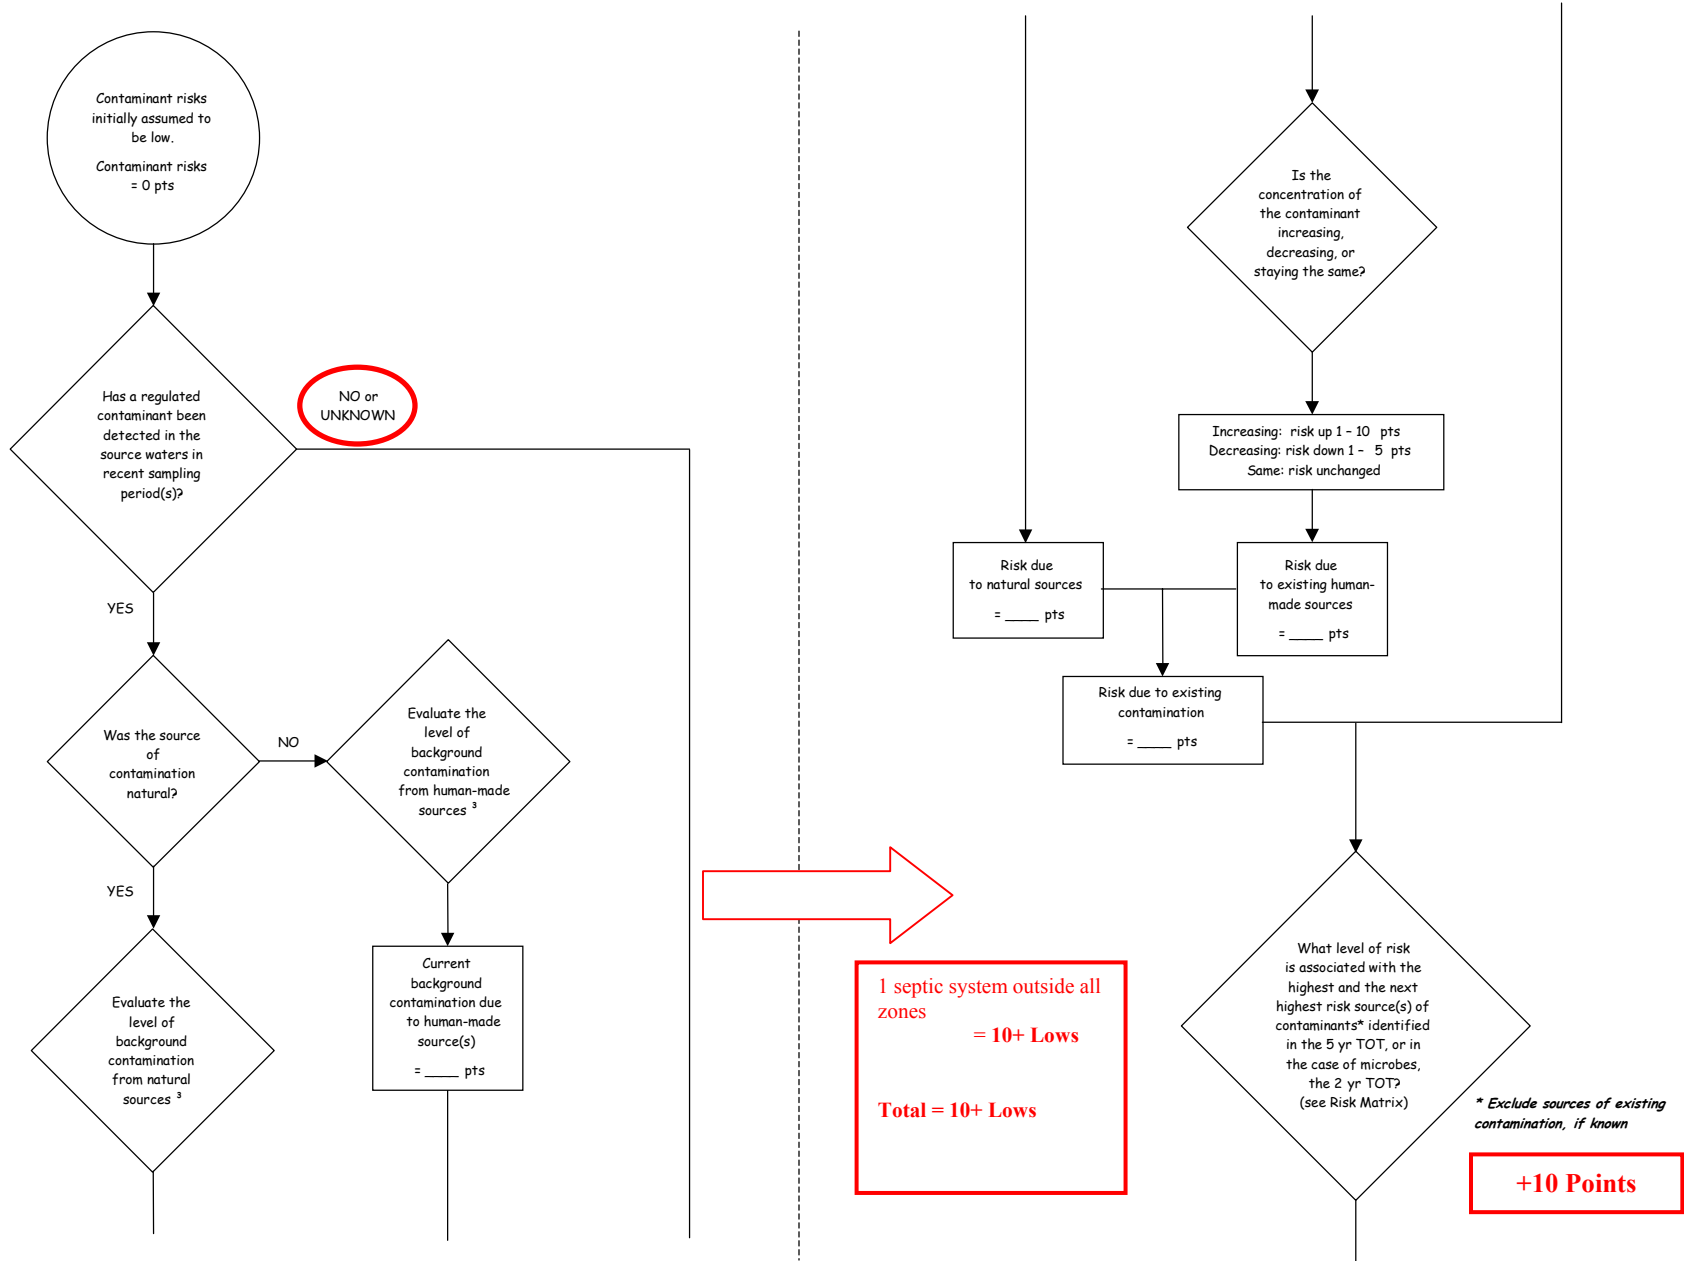 Contaminant risks
initially assumed to
be low.
Contaminant risks
= 0 pts
Has a regulated
contaminant been
detected in the
source waters in
recent sampling
period(s)?
NO or
UNKNOWN
YES
Was the source
of
contamination
natural?
NO
Evaluate the
level of
background
contamination
from human-made
sources ³
YES
Evaluate the
level of
background
contamination
from natural
sources ³
Current
background
contamination due
to human-made
source(s)
= ____ pts
Is the
concentration of
the contaminant
increasing,
decreasing, or
staying the same?
Increasing: risk up 1 – 10 pts
Decreasing: risk down 1 – 5 pts
Same: risk unchanged
Risk due
to natural sources
= ____ pts
Risk due
to existing human-
made sources
= ____ pts
Risk due to existing
contamination
= ____ pts
1 septic system outside all
zones
= 10+ Lows
Total = 10+ Lows
What level of risk
is associated with the
highest and the next
highest risk source(s) of
contaminants* identified
in the 5 yr TOT, or in
the case of microbes,
the 2 yr TOT?
(see Risk Matrix)
* Exclude sources of existing
contamination, if known
+10 Points